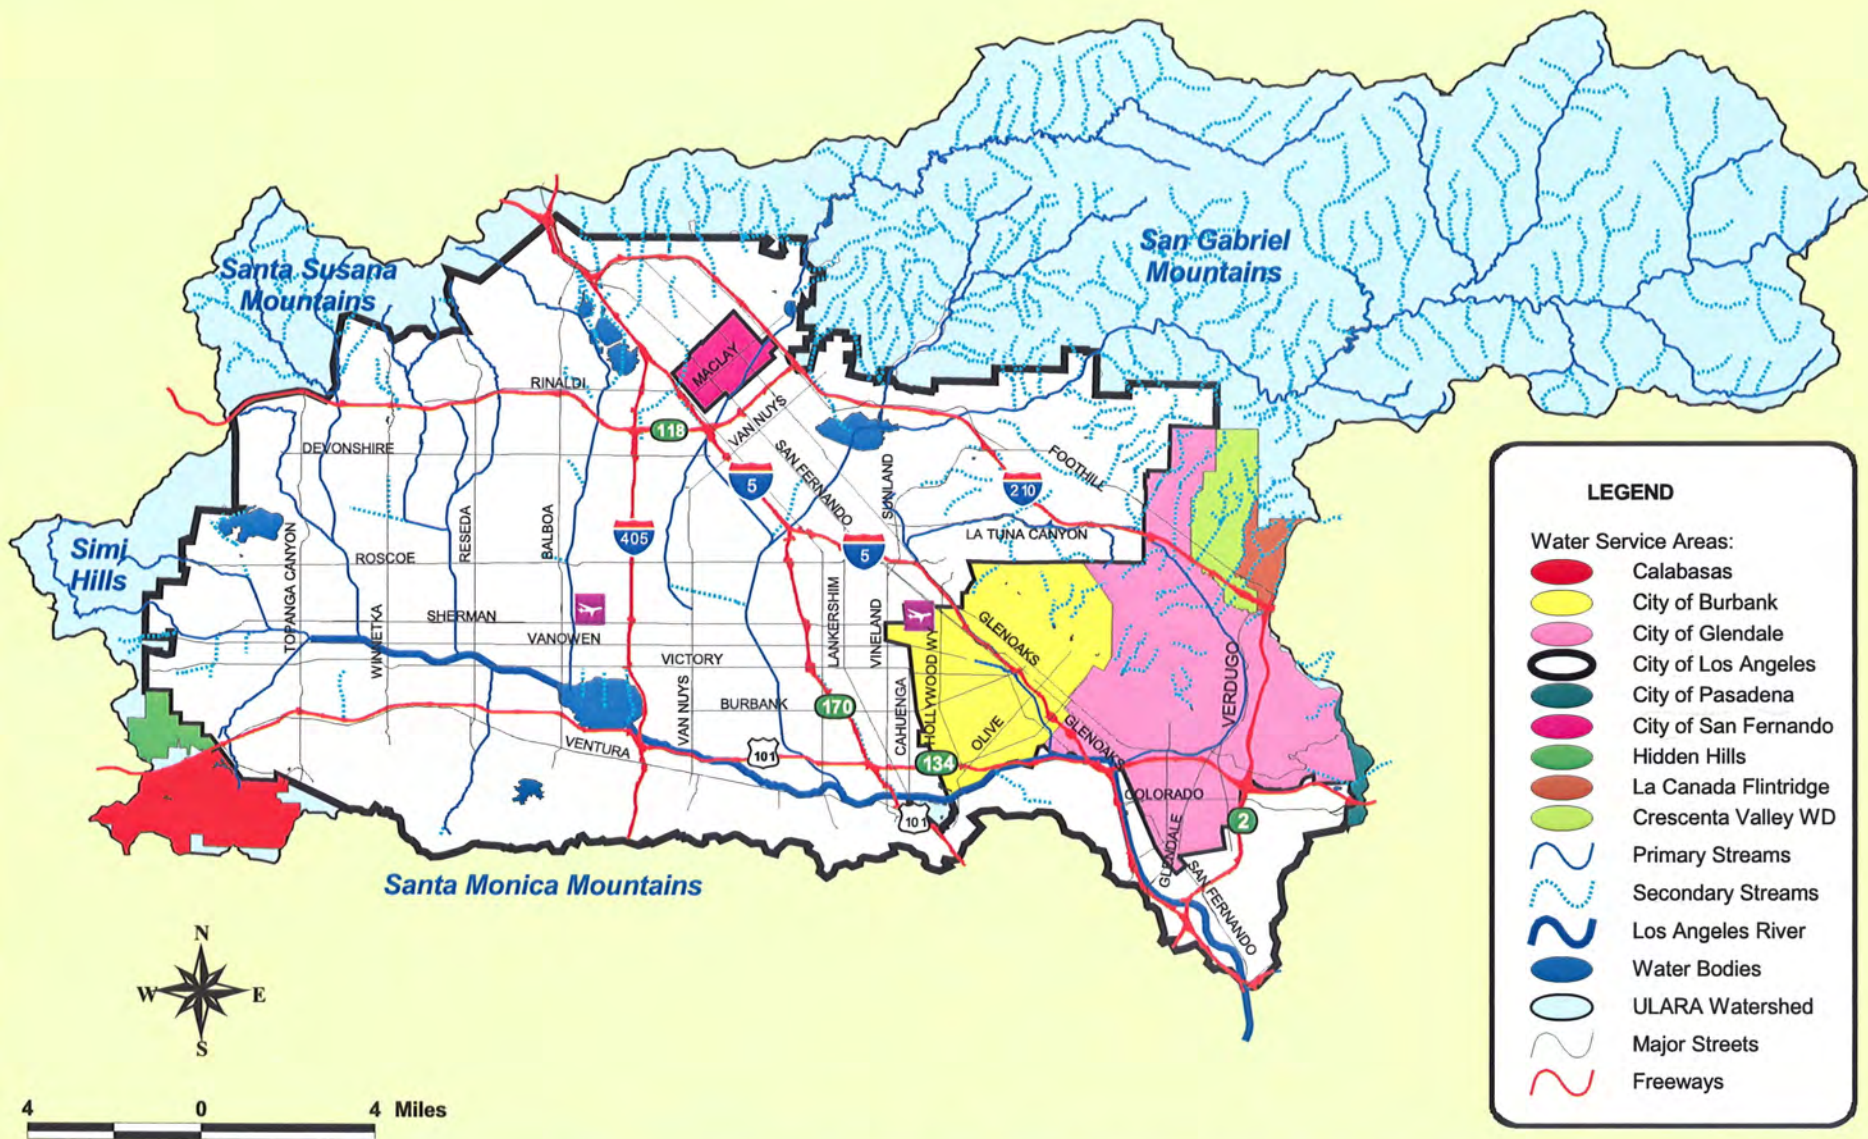 San Gabriel
Mountains
Santa Susana
Mountains
Simi
Hills
Santa Monica Mountains
RINALDI
MACLAY
118
VAN NUYS
DEVONSHIRE
SAN FERNANDO
5
SUNLAND
FOOTHILL
210
TOPANGA CANYON
ROSCOE
RESEDA
BALBOA
405
5
LA TUNA CANYON
WINNETKA
SHERMAN
VANOWEN
VICTORY
LANKERSHIM
VINELAND
HOLLYWOOD WY
GLENOAKS
VERDUGO
VAN NUYS
BURBANK
170
CAHUENGA
OLIVE
GLENOAKS
VENTURA
101
134
COLORADO
101
2
GLENDALE
SAN FERNANDO
N
W
E
S
4 0 4 Miles
LEGEND
Water Service Areas:
Calabasas
City of Burbank
City of Glendale
City of Los Angeles
City of Pasadena
City of San Fernando
Hidden Hills
La Canada Flintridge
Crescenta Valley WD
Primary Streams
Secondary Streams
Los Angeles River
Water Bodies
ULARA Watershed
Major Streets
Freeways